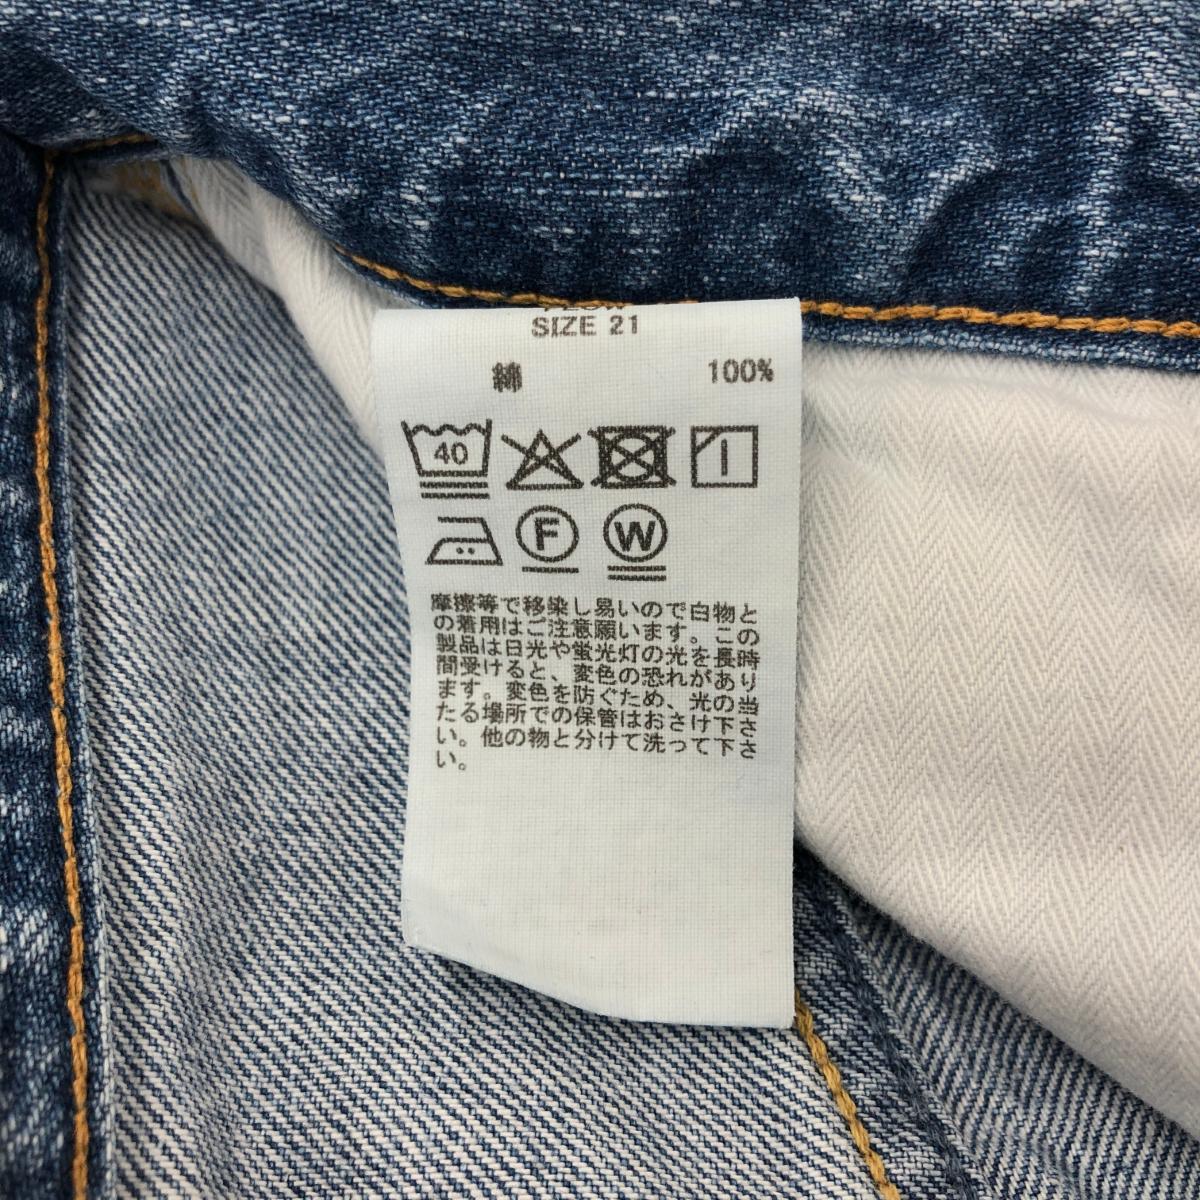 SIZE 21
綿 100%
40
F W
摩擦等で移染し易いので白物と
の着用はご注意願います。この
製品は日光や蛍光灯の光を長時
間受けると、変色の恐れがあり
ます。変色を防ぐため、光の当
たる場所での保管はおさけ下さ
い。他の物と分けて洗って下さ
い。